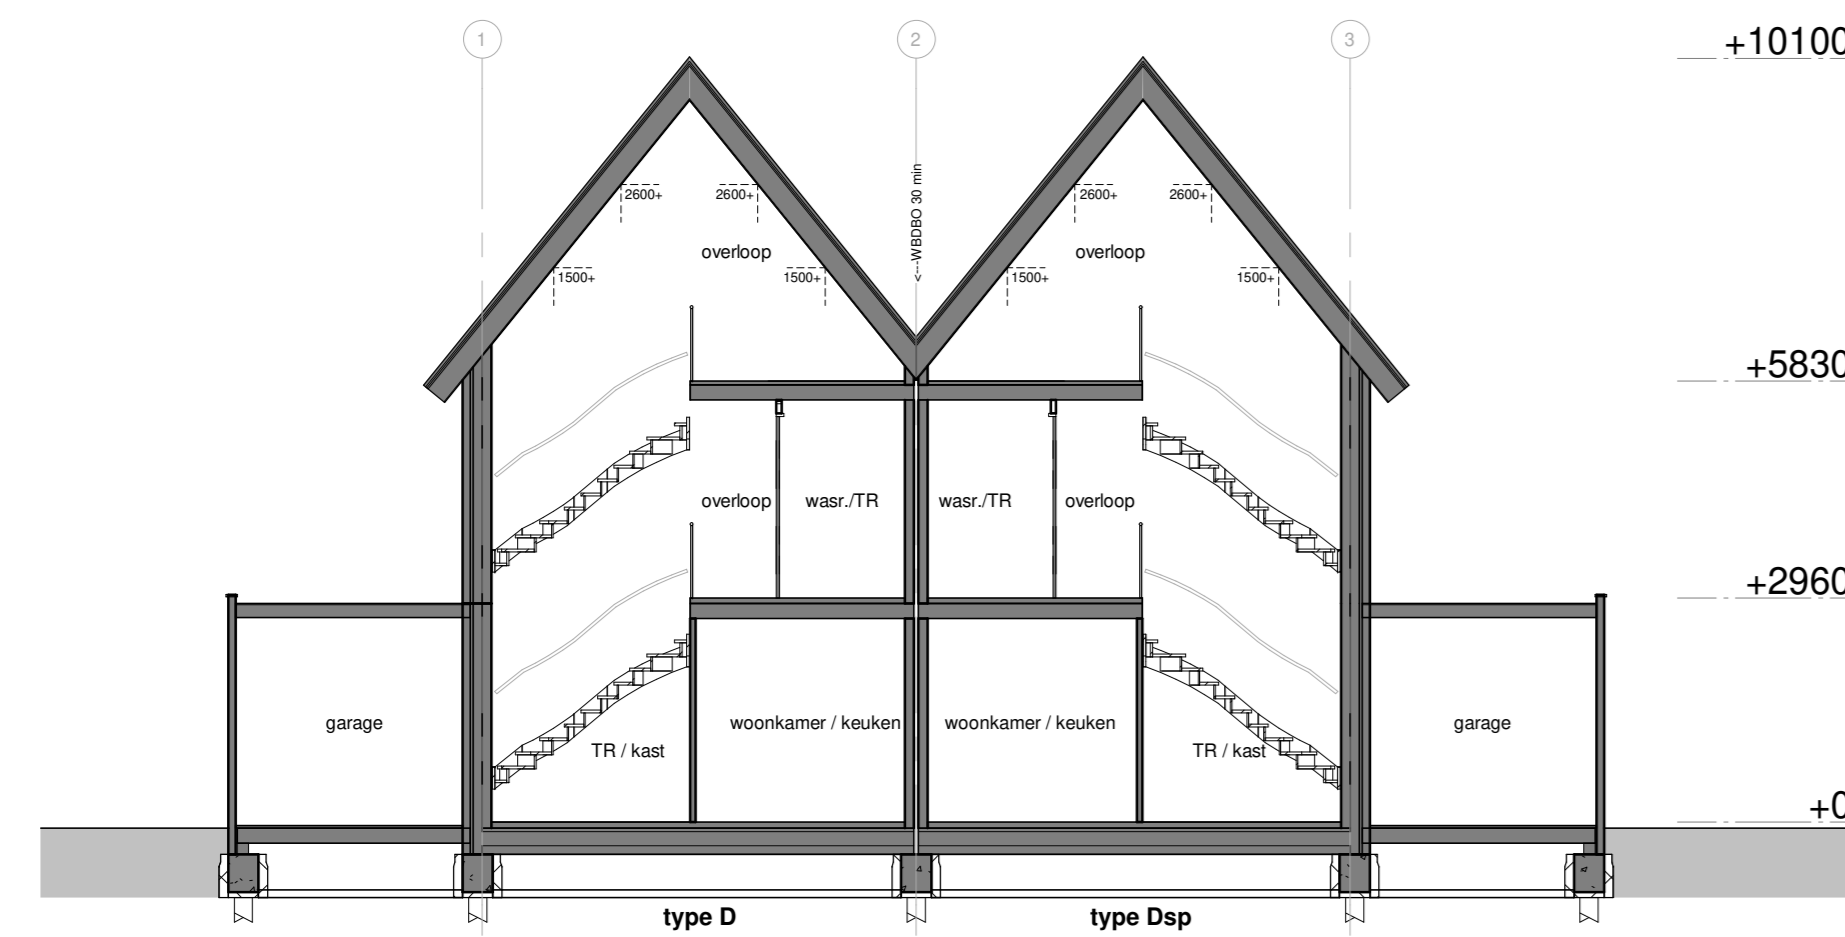 1
2
3
+10100
2600+
2600+
2600+
2600+
<---WBDBO 30 min
overloop
overloop
1500+
1500+
1500+
1500+
+5830
overloop
wasr./TR
wasr./TR
overloop
+2960
garage
woonkamer / keuken
woonkamer / keuken
garage
TR / kast
TR / kast
+0
type D
type Dsp